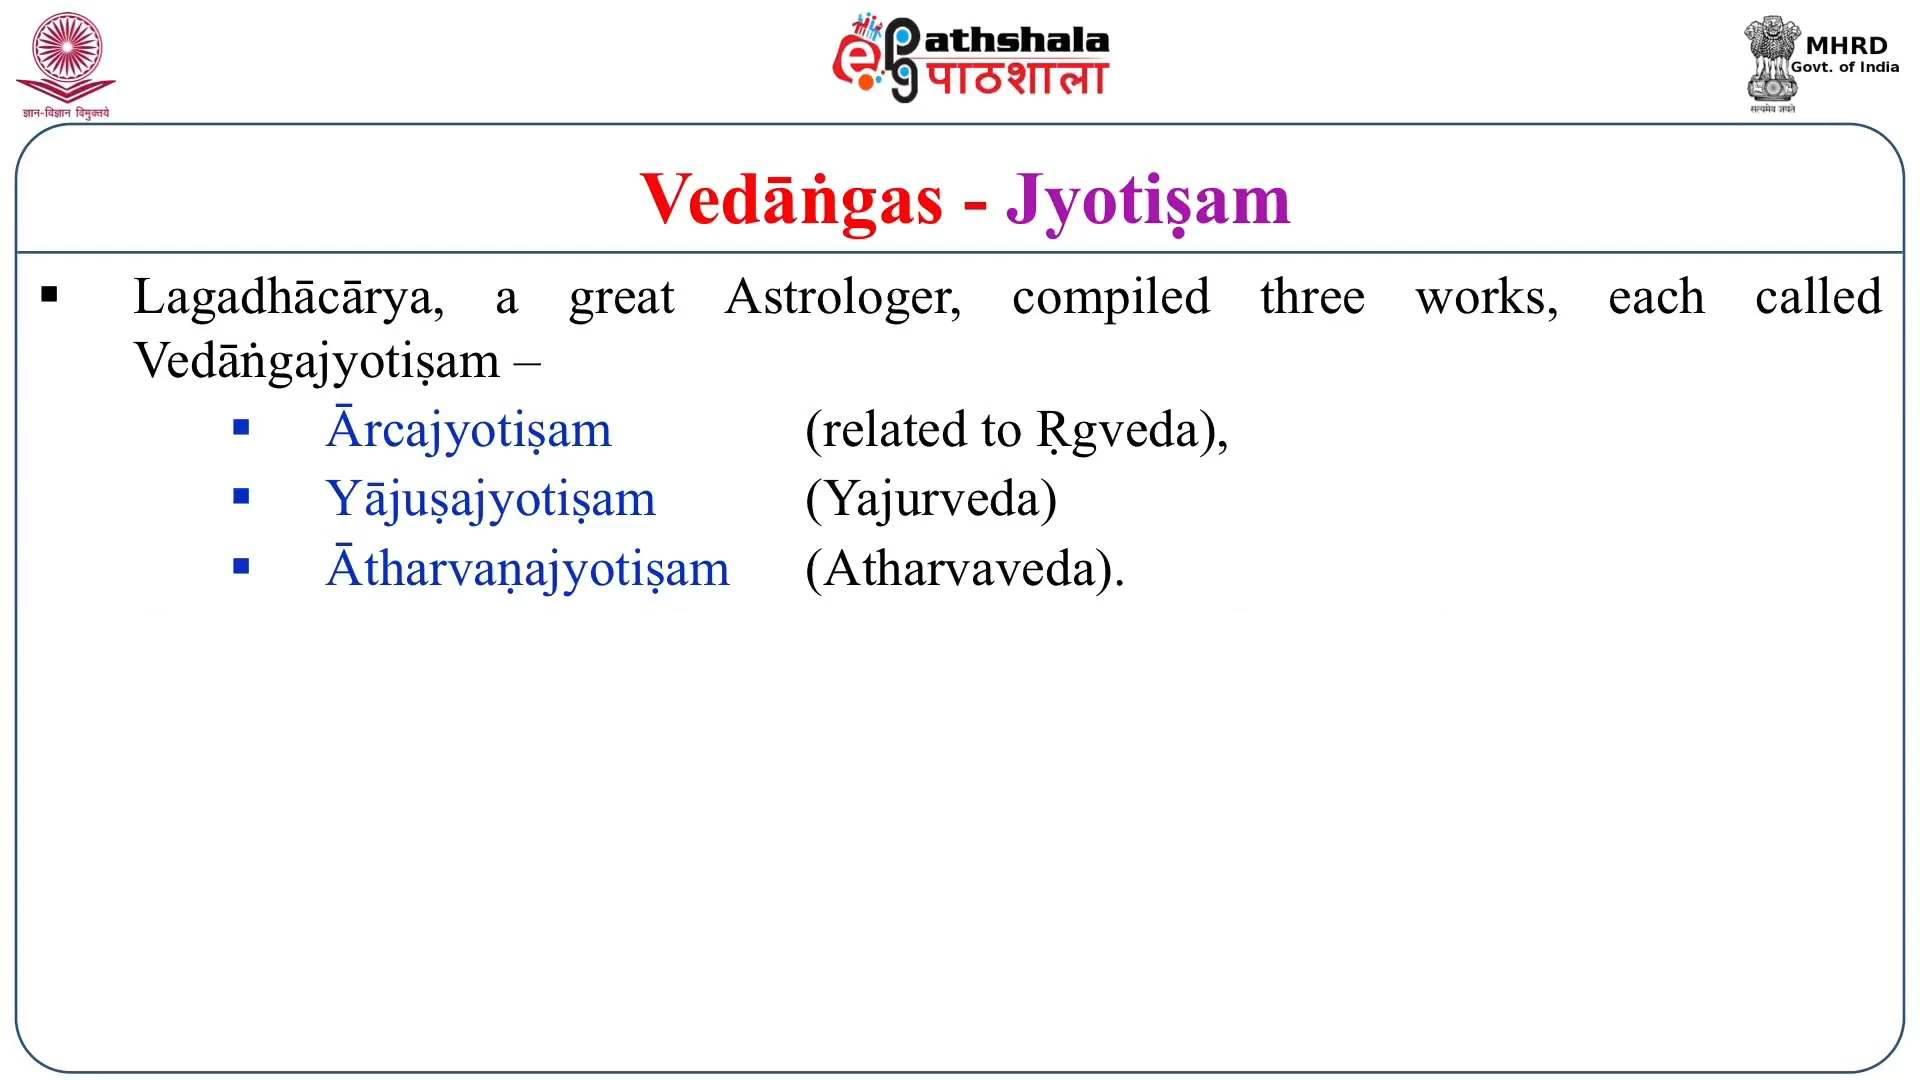 ज्ञान-विज्ञान विमुक्तये
ePathshala
पाठशाला
MHRD
Govt. of India
सत्यमेव जयते
Vedāṅgas - Jyotiṣam
▪ Lagadhācārya, a great Astrologer, compiled three works, each called
Vedāṅgajyotiṣam –
▪ Ārcajyotiṣam (related to Ṛgveda),
▪ Yājuṣajyotiṣam (Yajurveda)
▪ Ātharvaṇajyotiṣam (Atharvaveda).